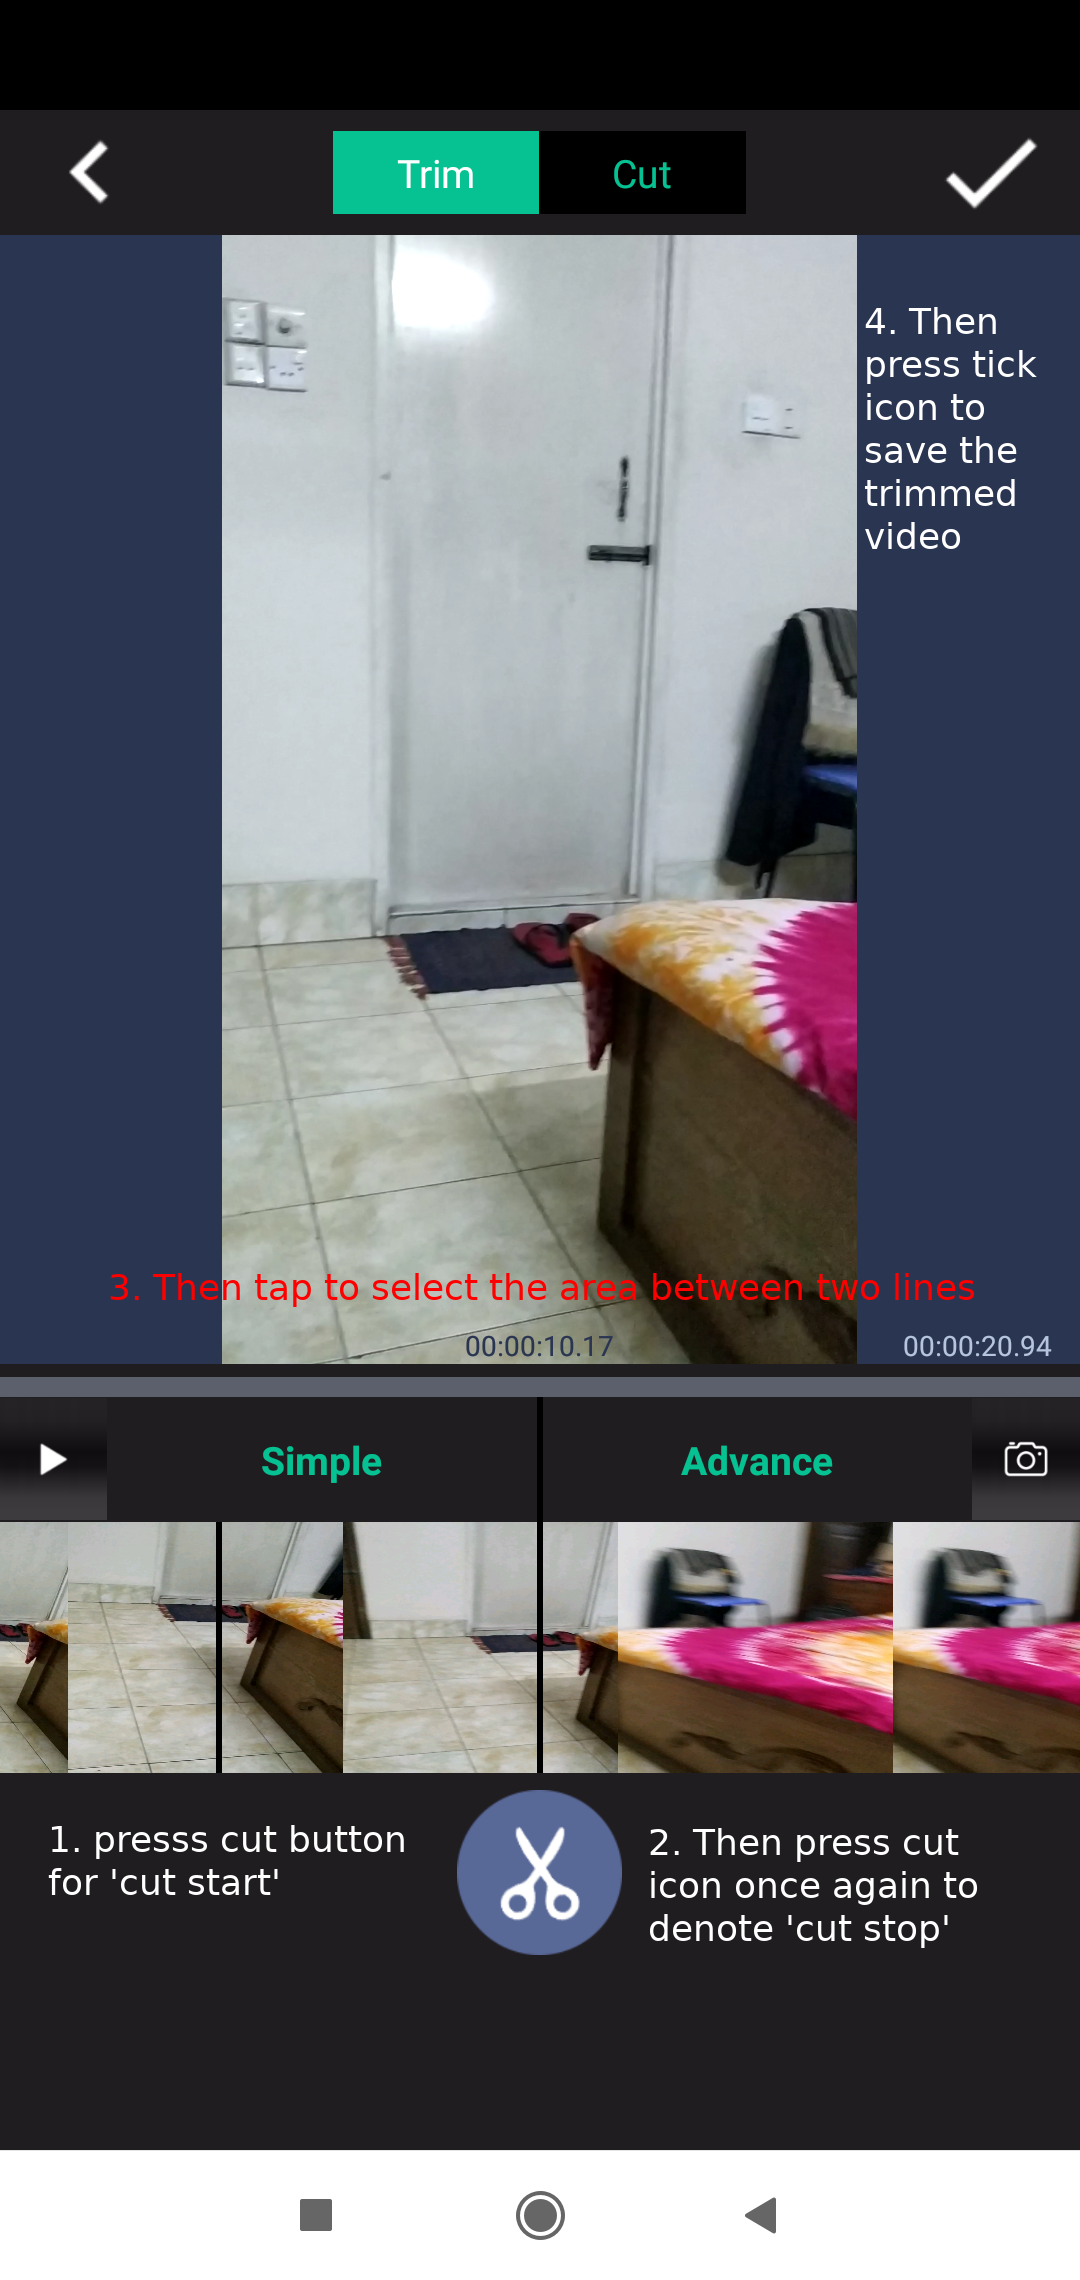 Trim
Cut
4. Then
press tick
icon to
save the
trimmed
video
3. Then tap to select the area between two lines
00:00:10.17
00:00:20.94
Simple
Advance
1. presss cut button
for 'cut start'
2. Then press cut
icon once again to
denote 'cut stop'